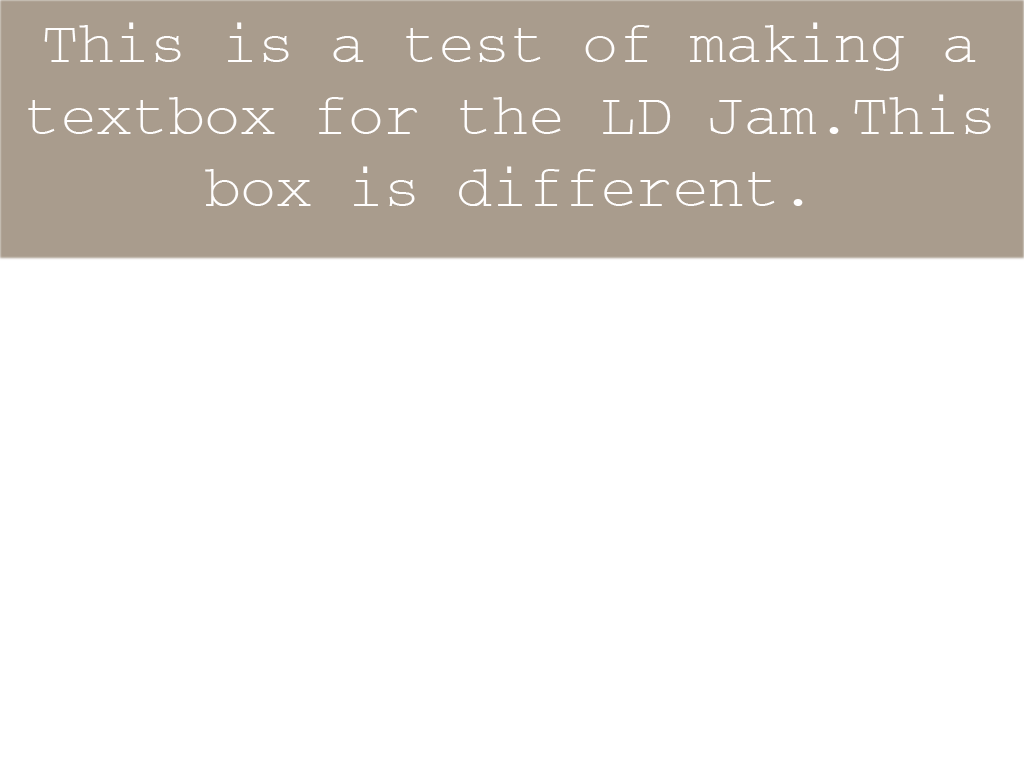 This is a test of making a
textbox for the LD Jam.This
box is different.